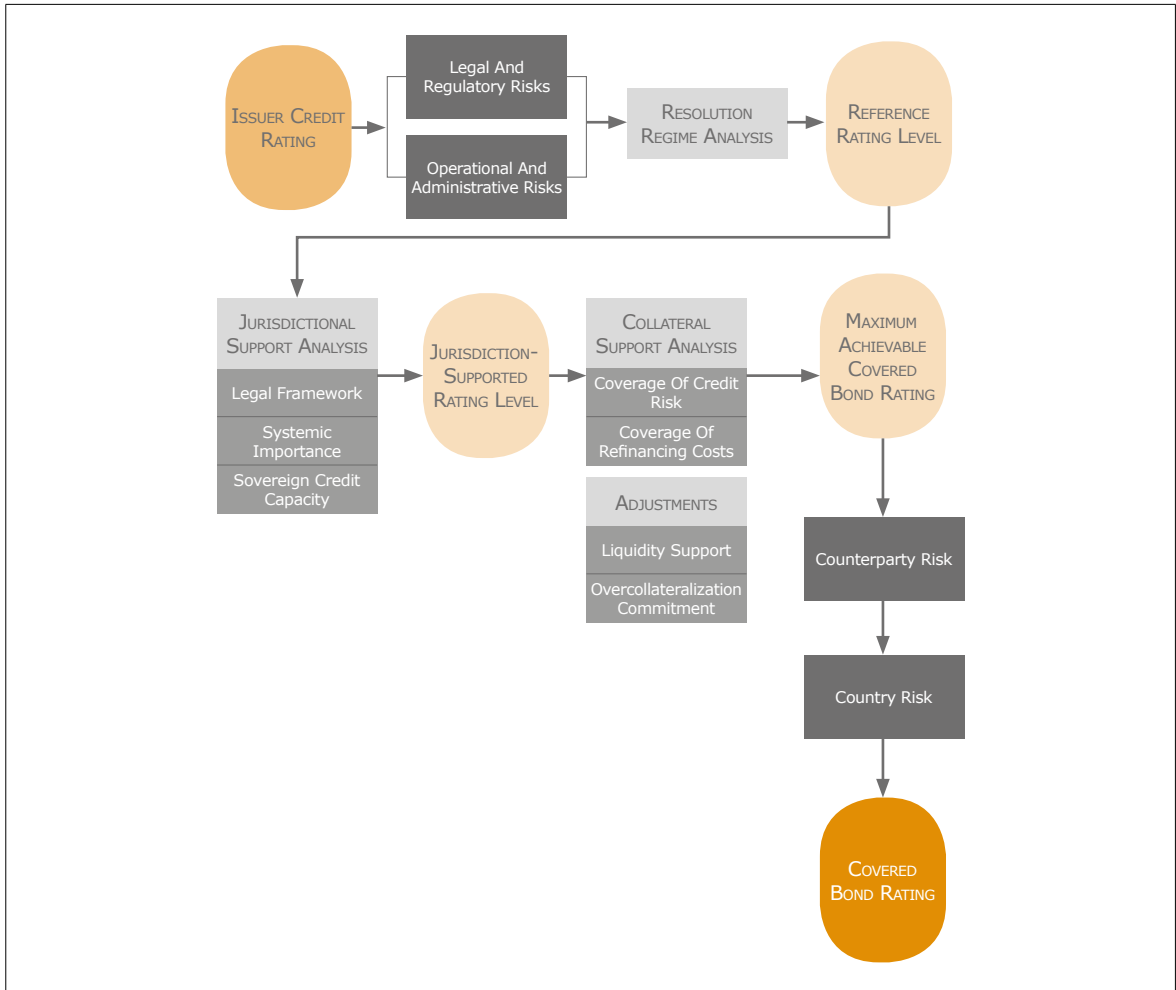 Issuer Credit
Rating
Legal And
Regulatory Risks
Operational And
Administrative Risks
Resolution
Regime Analysis
Reference
Rating Level
Jurisdictional
Support Analysis
Legal Framework
Systemic
Importance
Sovereign Credit
Capacity
Jurisdiction-
Supported
Rating Level
Collateral
Support Analysis
Coverage Of Credit
Risk
Coverage Of
Refinancing Costs
Adjustments
Liquidity Support
Overcollateralization
Commitment
Maximum
Achievable
Covered
Bond Rating
Counterparty Risk
Country Risk
Covered
Bond Rating